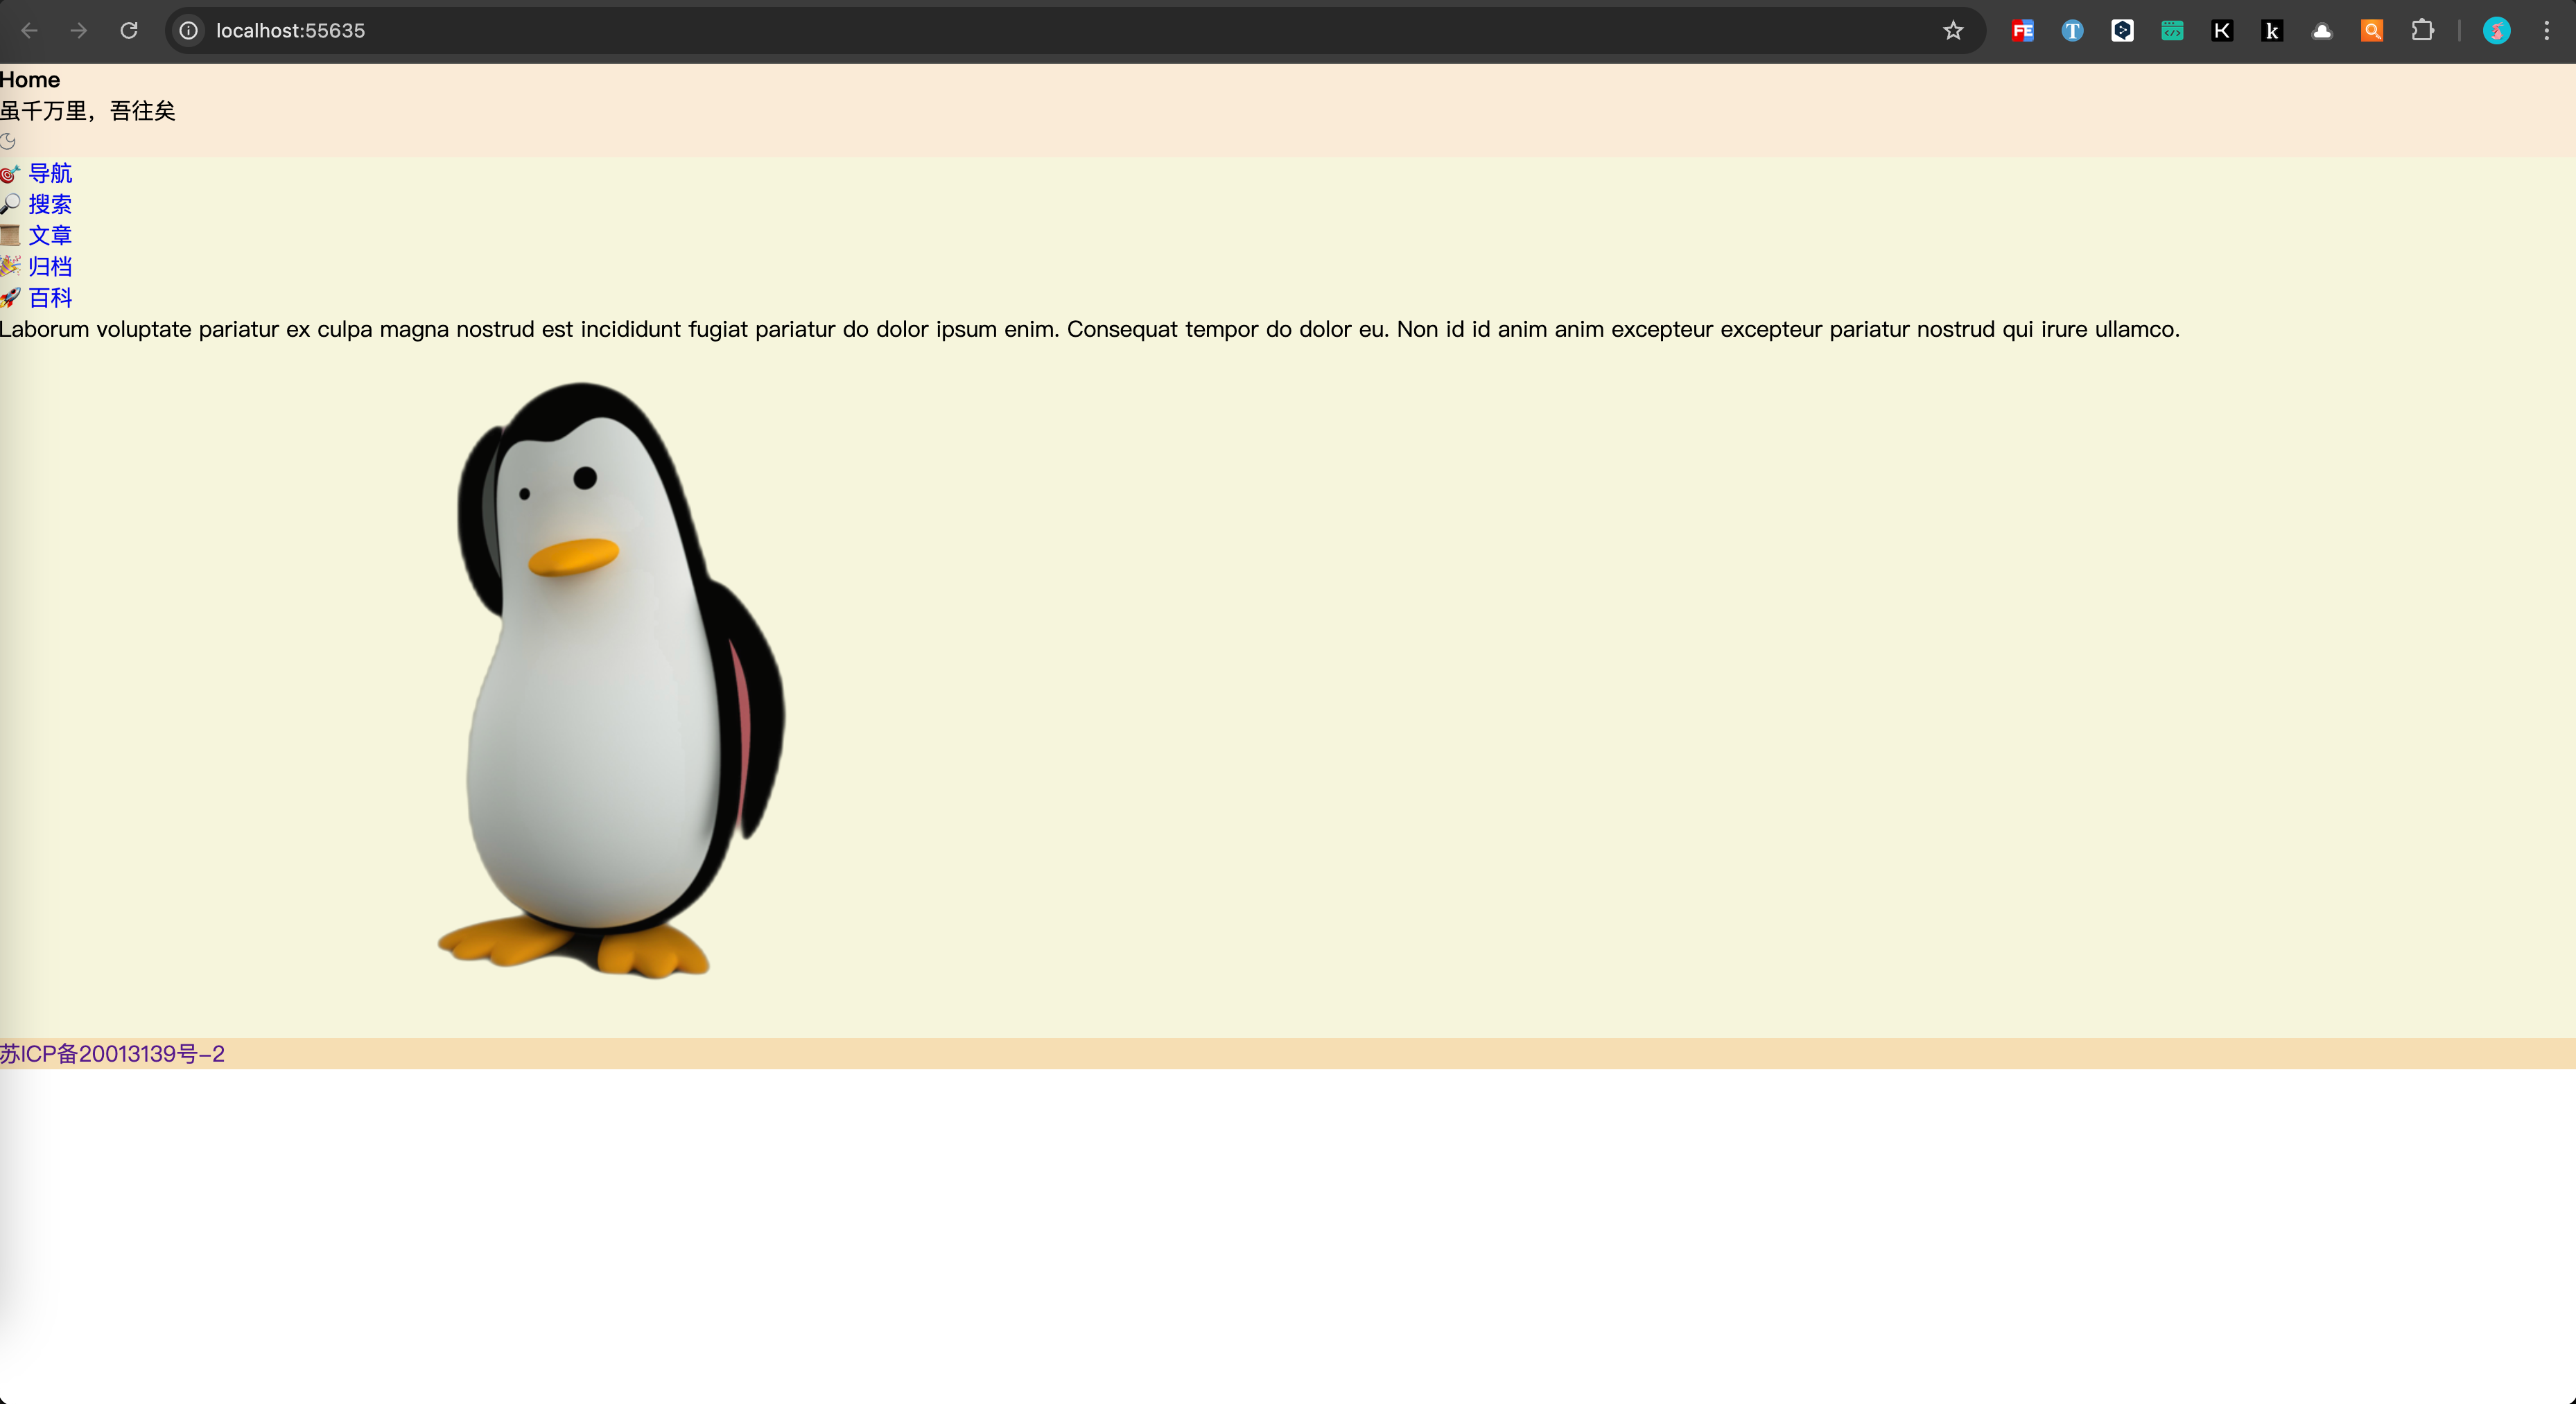 localhost:55635
FE T K k
Home
虽千万里，吾往矣
导航
搜索
文章
归档
百科
Laborum voluptate pariatur ex culpa magna nostrud est incididunt fugiat pariatur do dolor ipsum enim. Consequat tempor do dolor eu. Non id id anim anim excepteur excepteur pariatur nostrud qui irure ullamco.
苏ICP备20013139号-2